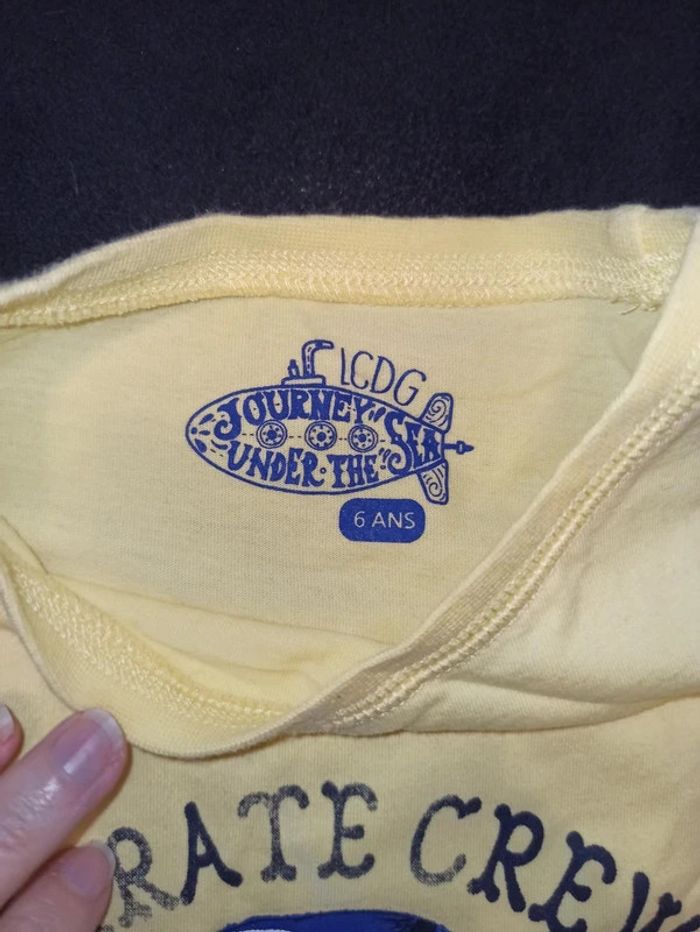 LCDG
JOURNEY "SEA
UNDER·THE"
6 ANS
RATE CREW